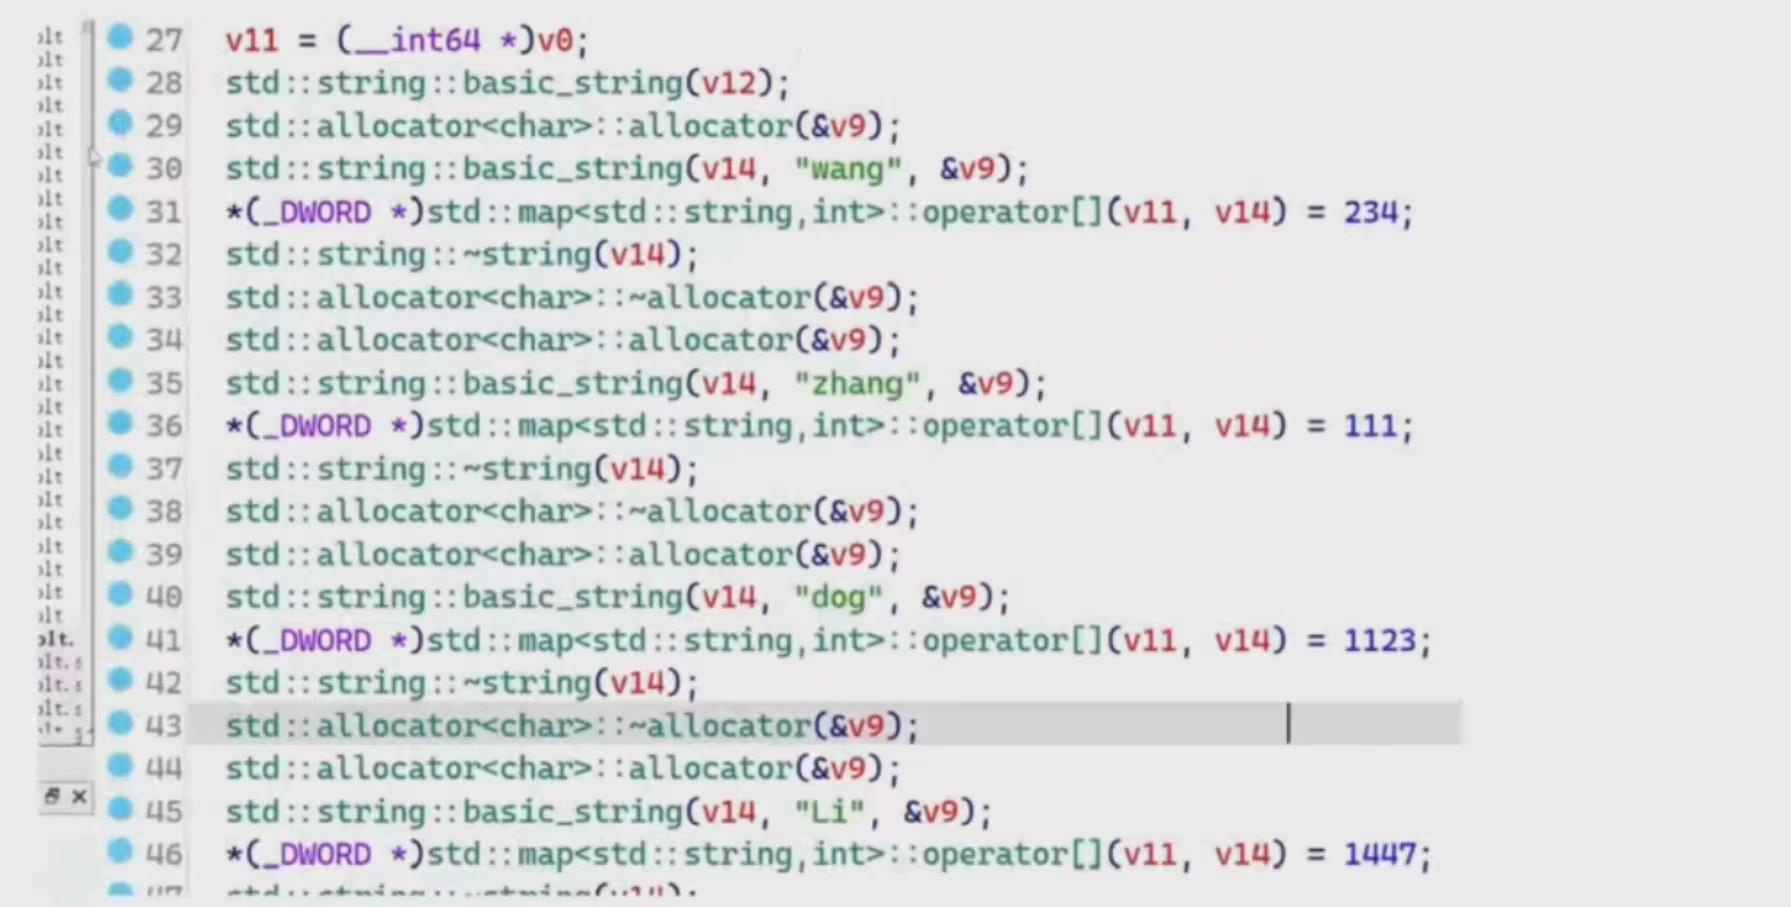 27 v11 = (__int64 *)v0;
28 std::string::basic_string(v12);
29 std::allocator<char>::allocator(&v9);
30 std::string::basic_string(v14, "wang", &v9);
31 *(_DWORD *)std::map<std::string,int>::operator[](v11, v14) = 234;
32 std::string::~string(v14);
33 std::allocator<char>::~allocator(&v9);
34 std::allocator<char>::allocator(&v9);
35 std::string::basic_string(v14, "zhang", &v9);
36 *(_DWORD *)std::map<std::string,int>::operator[](v11, v14) = 111;
37 std::string::~string(v14);
38 std::allocator<char>::~allocator(&v9);
39 std::allocator<char>::allocator(&v9);
40 std::string::basic_string(v14, "dog", &v9);
41 *(_DWORD *)std::map<std::string,int>::operator[](v11, v14) = 1123;
42 std::string::~string(v14);
43 std::allocator<char>::~allocator(&v9);
44 std::allocator<char>::allocator(&v9);
45 std::string::basic_string(v14, "Li", &v9);
46 *(_DWORD *)std::map<std::string,int>::operator[](v11, v14) = 1447;
47 std::string::~string(v14);